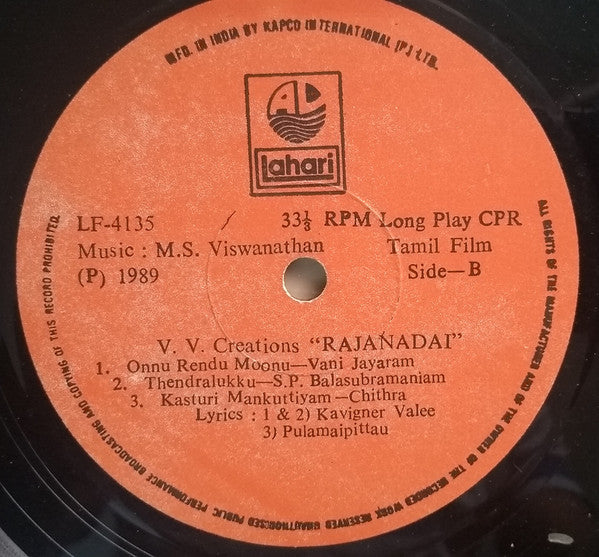 MFD. IN INDIA BY KAPCO INTERNATIONAL (P) LTD.
Lahari
LF-4135 33⅓ RPM Long Play CPR
Music : M.S. Viswanathan Tamil Film
(P) 1989 Side—B
V. V. Creations "RAJANADAI"
1. Onnu Rendu Moonu—Vani Jayaram
2. Thendralukku—S.P. Balasubramaniam
3. Kasturi Mankuttiyam—Chithra
Lyrics : 1 & 2) Kavigner Valee
3) Pulamaipittau
ALL RIGHTS OF THE MANUFACTURER AND OF THE OWNER OF THE RECORDED WORK RESERVED UNAUTHORISED PUBLIC PERFORMANCE BROADCASTING AND COPYING OF THIS RECORD PROHIBITED